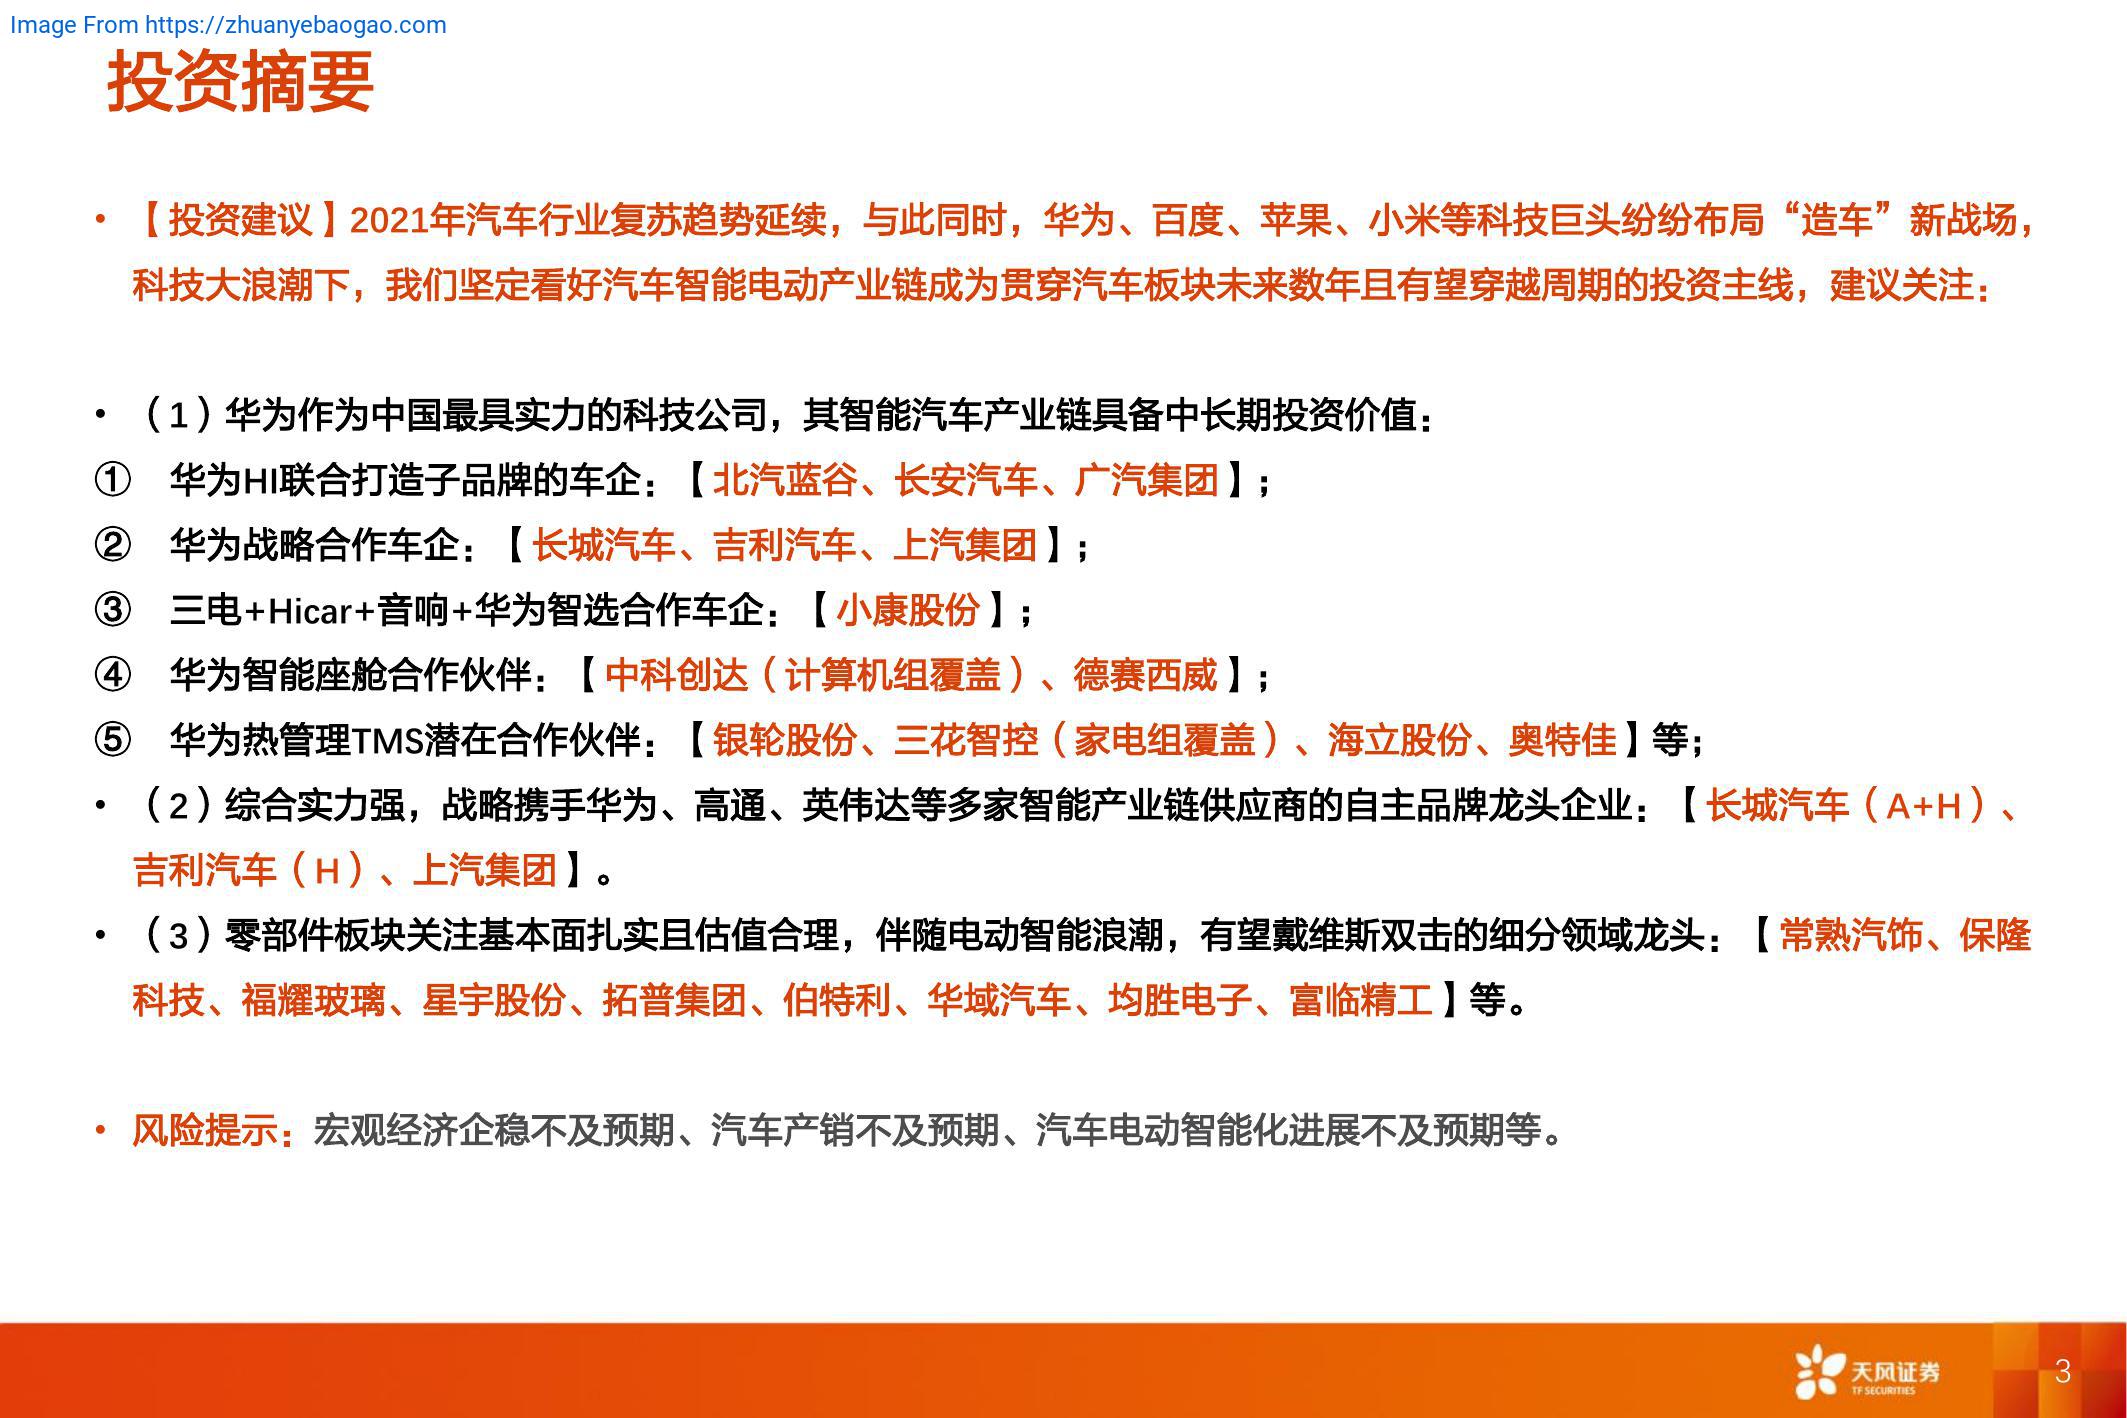 Image From https://zhuanyebaogao.com
投资摘要
• 【投资建议】2021年汽车行业复苏趋势延续，与此同时，华为、百度、苹果、小米等科技巨头纷纷布局“造车”新战场，
科技大浪潮下，我们坚定看好汽车智能电动产业链成为贯穿汽车板块未来数年且有望穿越周期的投资主线，建议关注：
• （1）华为作为中国最具实力的科技公司，其智能汽车产业链具备中长期投资价值：
① 华为HI联合打造子品牌的车企：【北汽蓝谷、长安汽车、广汽集团】；
② 华为战略合作车企：【长城汽车、吉利汽车、上汽集团】；
③ 三电+Hicar+音响+华为智选合作车企：【小康股份】；
④ 华为智能座舱合作伙伴：【中科创达（计算机组覆盖）、德赛西威】；
⑤ 华为热管理TMS潜在合作伙伴：【银轮股份、三花智控（家电组覆盖）、海立股份、奥特佳】等；
• （2）综合实力强，战略携手华为、高通、英伟达等多家智能产业链供应商的自主品牌龙头企业：【长城汽车（A+H）、
吉利汽车（H）、上汽集团】。
• （3）零部件板块关注基本面扎实且估值合理，伴随电动智能浪潮，有望戴维斯双击的细分领域龙头：【常熟汽饰、保隆
科技、福耀玻璃、星宇股份、拓普集团、伯特利、华域汽车、均胜电子、富临精工】等。
• 风险提示：宏观经济企稳不及预期、汽车产销不及预期、汽车电动智能化进展不及预期等。
天风证券
TF SECURITIES
3